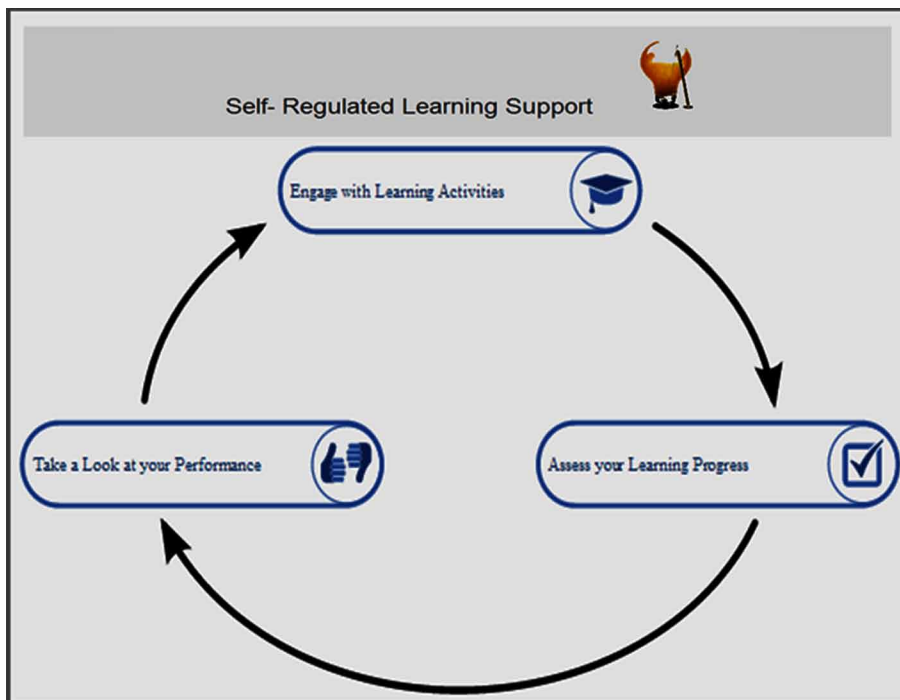 Self- Regulated Learning Support
Engage with Learning Activities
Take a Look at your Performance
Assess your Learning Progress